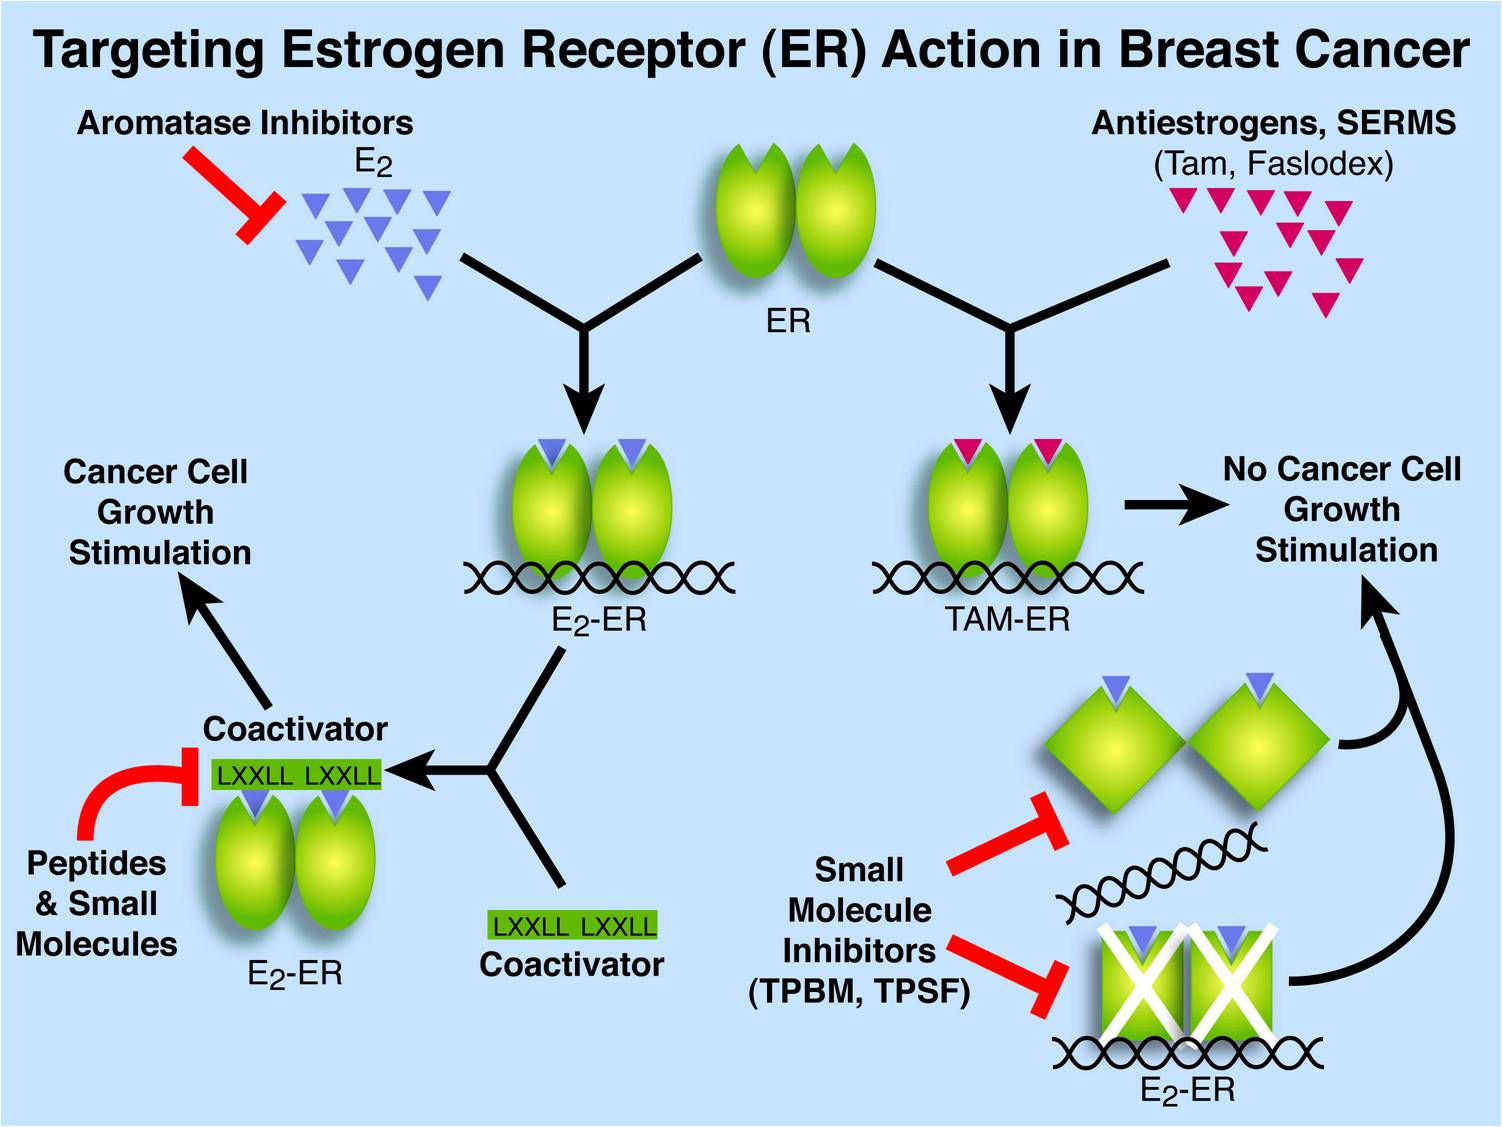 Targeting Estrogen Receptor (ER) Action in Breast Cancer
Aromatase Inhibitors
E2
ER
Antiestrogens, SERMS
(Tam, Faslodex)
Cancer Cell
Growth
Stimulation
E2-ER
TAM-ER
No Cancer Cell
Growth
Stimulation
Coactivator
LXXLL LXXLL
Peptides
& Small
Molecules
E2-ER
LXXLL LXXLL
Coactivator
Small
Molecule
Inhibitors
(TPBM, TPSF)
E2-ER